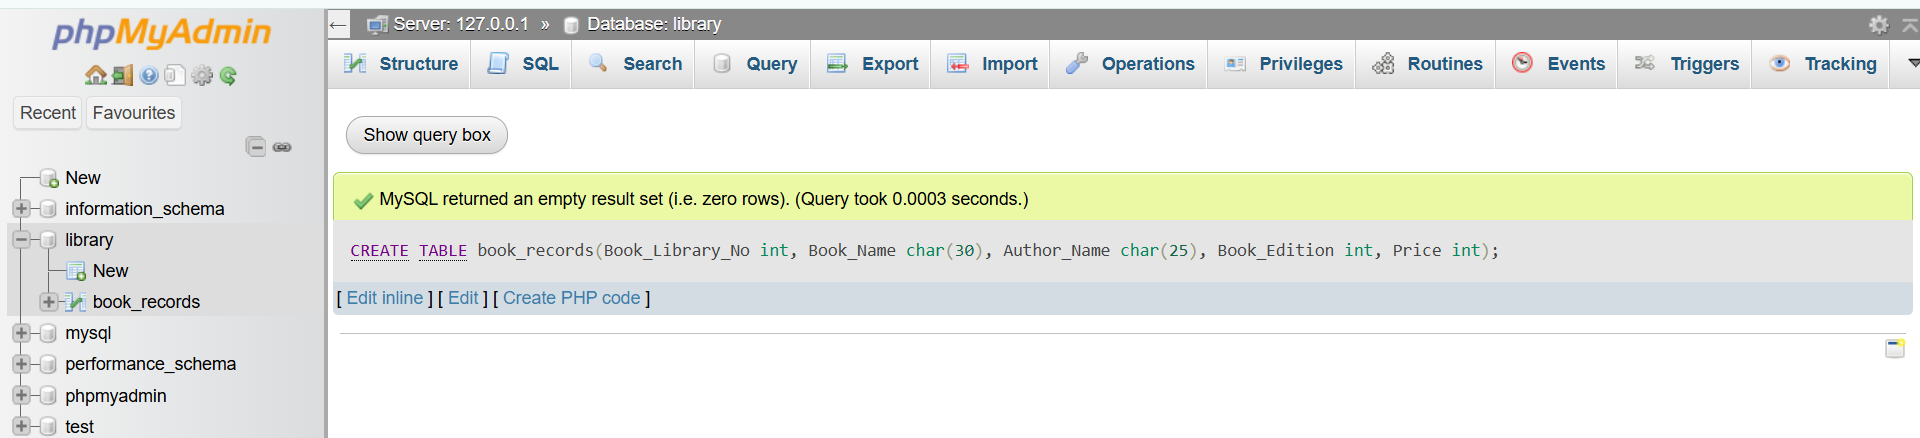 phpMyAdmin
Recent Favourites
New
information_schema
library
New
book_records
mysql
performance_schema
phpmyadmin
test
Server: 127.0.0.1 » Database: library
Structure SQL Search Query Export Import Operations Privileges Routines Events Triggers Tracking
Show query box
MySQL returned an empty result set (i.e. zero rows). (Query took 0.0003 seconds.)
CREATE TABLE book_records(Book_Library_No int, Book_Name char(30), Author_Name char(25), Book_Edition int, Price int);
[ Edit inline ] [ Edit ] [ Create PHP code ]